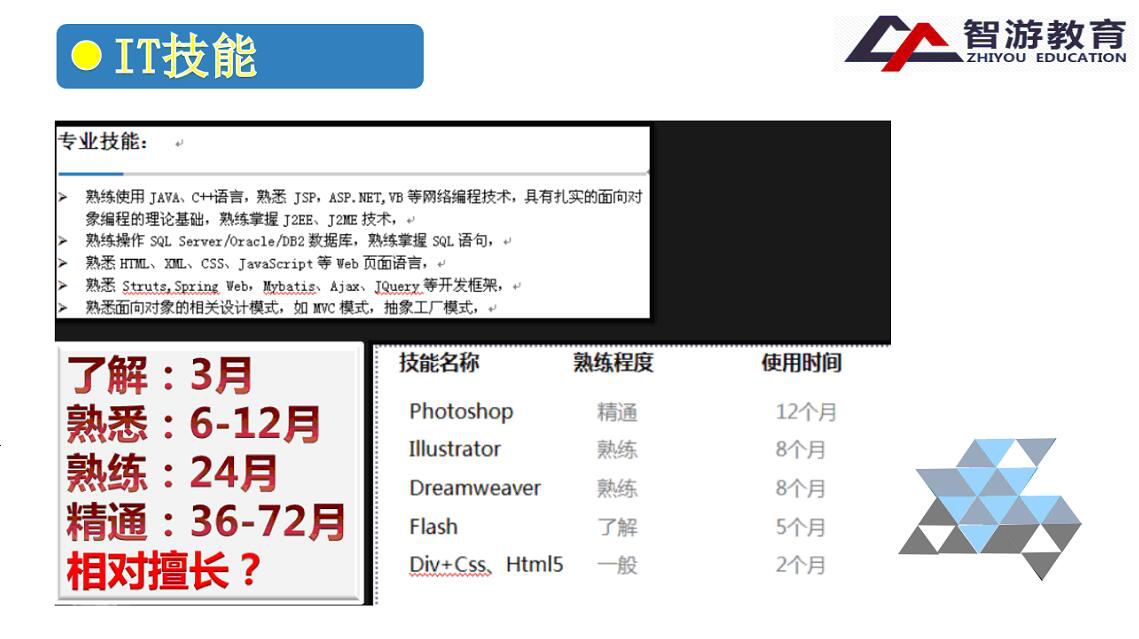 IT技能
智游教育
ZHIYOU EDUCATION
专业技能：
熟练使用 JAVA、C++语言，熟悉 JSP，ASP.NET,VB 等网络编程技术，具有扎实的面向对
象编程的理论基础，熟练掌握 J2EE、J2ME 技术，
熟练操作 SQL Server/Oracle/DB2 数据库，熟练掌握 SQL 语句，
熟悉 HTML、XML、CSS、JavaScript 等 Web 页面语言，
熟悉 Struts,Spring Web，Mybatis、Ajax、JQuery 等开发框架，
熟悉面向对象的相关设计模式，如 MVC 模式，抽象工厂模式，
了解：3月
熟悉：6-12月
熟练：24月
精通：36-72月
相对擅长？
技能名称 熟练程度 使用时间
Photoshop 精通 12个月
Illustrator 熟练 8个月
Dreamweaver 熟练 8个月
Flash 了解 5个月
Div+Css、Html5 一般 2个月